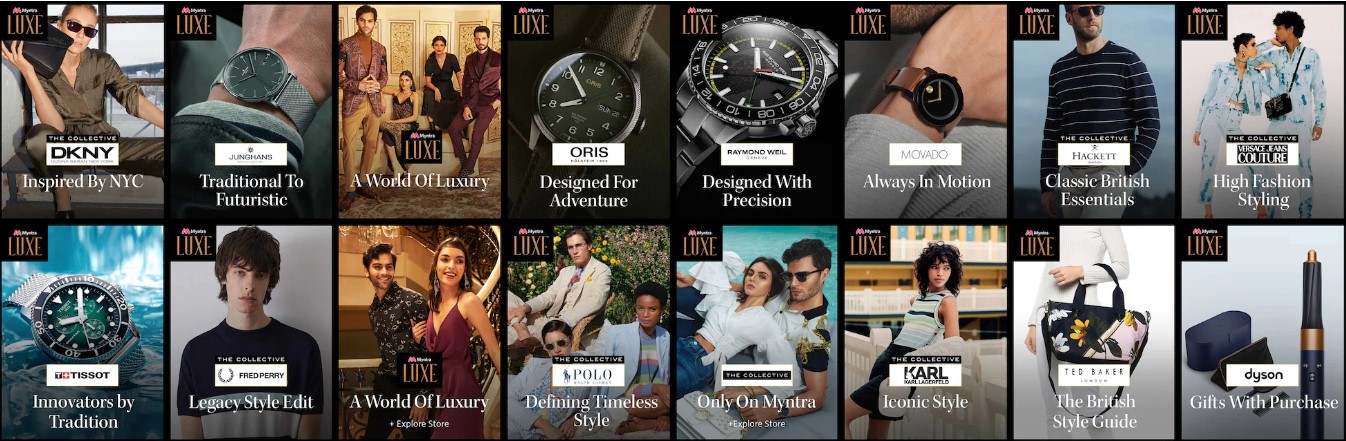 Myntra
LUXE
THE COLLECTIVE
DKNY
DONNA KARAN NEW YORK
Inspired By NYC
Myntra
LUXE
JUNGHANS
Traditional To
Futuristic
Myntra
LUXE
A World Of Luxury
Myntra
LUXE
ORIS
HÖLSTEIN 1904
Designed For
Adventure
Myntra
LUXE
RAYMOND WEIL
GENEVE
Designed With
Precision
Myntra
LUXE
MOVADO
Always In Motion
Myntra
LUXE
THE COLLECTIVE
HACKETT
LONDON
Classic British
Essentials
Myntra
LUXE
THE COLLECTIVE
VERSACE JEANS
COUTURE
High Fashion
Styling
Myntra
LUXE
TISSOT
Innovators by
Tradition
Myntra
LUXE
THE COLLECTIVE
FRED PERRY
Legacy Style Edit
Myntra
LUXE
A World Of Luxury
+ Explore Store
Myntra
LUXE
THE COLLECTIVE
POLO
RALPH LAUREN
Defining Timeless
Style
Myntra
LUXE
THE COLLECTIVE
Only On Myntra
+Explore Store
Myntra
LUXE
THE COLLECTIVE
KARL
KARL LAGERFELD
Iconic Style
Myntra
LUXE
TED BAKER
LONDON
The British
Style Guide
Myntra
LUXE
dyson
Gifts With Purchase